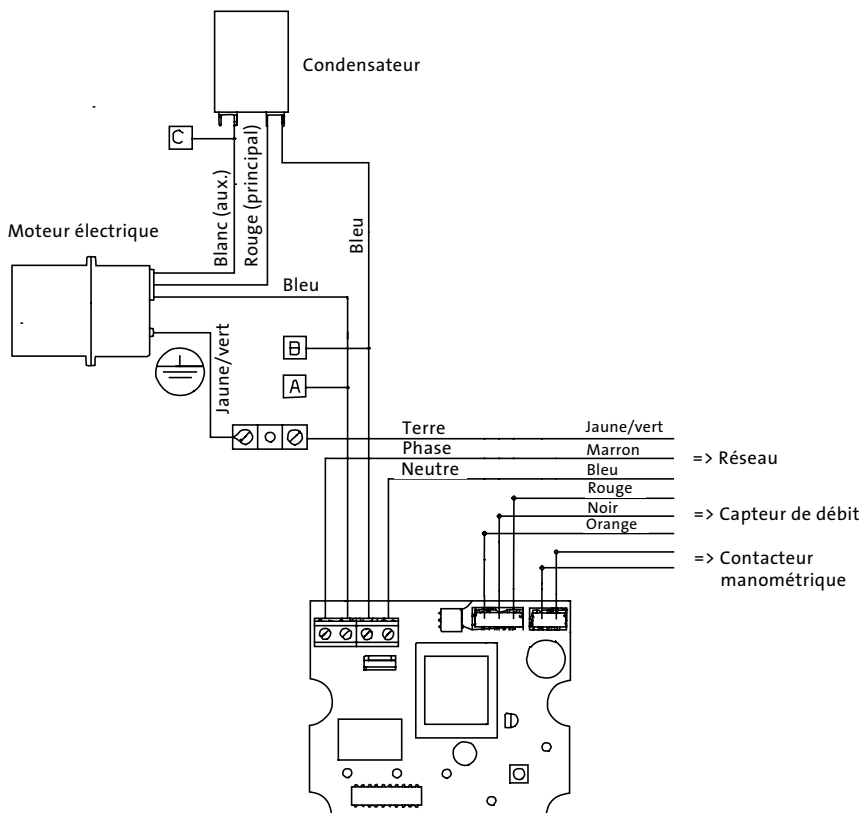 Condensateur
C
Blanc (aux.)
Rouge (principal)
Bleu
Moteur électrique
Bleu
Jaune/vert
B
A
Terre
Jaune/vert
Phase
Marron
=> Réseau
Neutre
Bleu
Rouge
Noir
=> Capteur de débit
Orange
=> Contacteur
manométrique